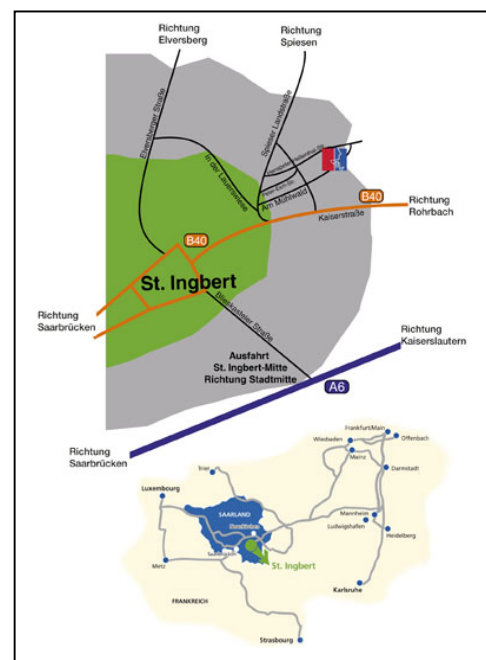 Richtung
Elversberg
Richtung
Spiesen
Elversberger Straße
Spieser Landstraße
In der Lauerswiese
Am Mühlwald
B40
Richtung
Rohrbach
Kaiserstraße
B40
St. Ingbert
Richtung
Saarbrücken
Blieskasteler Straße
Ausfahrt
St. Ingbert-Mitte
Richtung Stadtmitte
Richtung
Kaiserslautern
A6
Richtung
Saarbrücken
Frankfurt/Main
Wiesbaden
Offenbach
Mainz
Trier
Darmstadt
Luxembourg
SAARLAND
Mannheim
Ludwigshafen
Heidelberg
Metz
St. Ingbert
Karlsruhe
FRANKREICH
Strasbourg